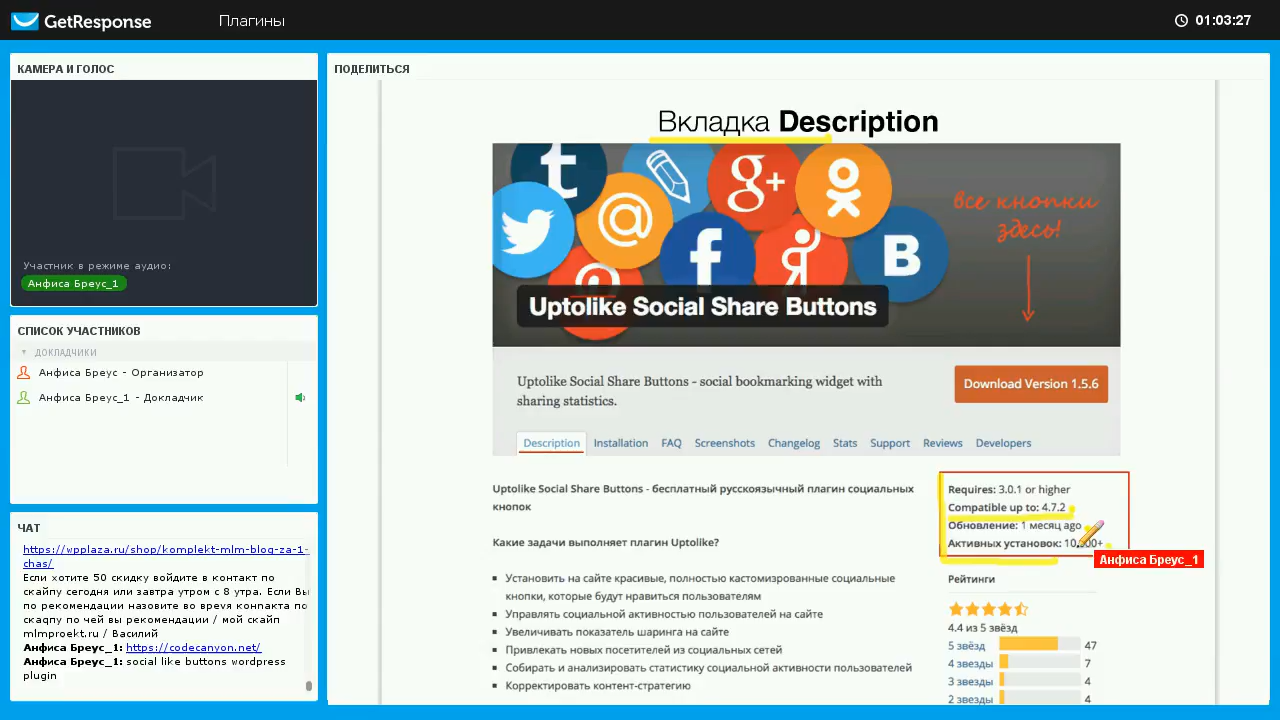 GetResponse
Плагины
01:03:27
КАМЕРА И ГОЛОС
Участник в режиме аудио:
Анфиса Бреус_1
СПИСОК УЧАСТНИКОВ
ДОКЛАДЧИКИ
Анфиса Бреус - Организатор
Анфиса Бреус_1 - Докладчик
ЧАТ
https://wpplaza.ru/shop/komplekt-mlm-blog-za-1-
chas/
Если хотите 50 скидку войдите в контакт по
скайпу сегодня или завтра утром с 8 утра. Если Вы
по рекомендации назовите во время конпакта по
скацпу по чей вы рекомендации / мой скайп
mlmproekt.ru / Василий
Анфиса Бреус_1: https://codecanyon.net/
Анфиса Бреус_1: social like buttons wordpress
plugin
ПОДЕЛИТЬСЯ
Вкладка Description
все кнопки
здесь!
Uptolike Social Share Buttons
Uptolike Social Share Buttons - social bookmarking widget with
sharing statistics.
Download Version 1.5.6
Description Installation FAQ Screenshots Changelog Stats Support Reviews Developers
Uptolike Social Share Buttons - бесплатный русскоязычный плагин социальных
кнопок
Какие задачи выполняет плагин Uptolike?
Установить на сайте красивые, полностью кастомизрованные социальные
кнопки, которые будут нравиться пользователям
Управлять социальной активностью пользователей на сайте
Увеличивать показатель шаринга на сайте
Привлекать новых посетителей из социальных сетей
Собирать и анализировать статистику социальной активности пользователей
Корректировать контент-стратегию
Requires: 3.0.1 or higher
Compatible up to: 4.7.2
Обновление: 1 месяц ago
Активных установок:
Анфиса Бреус_1
Рейтинги
4.4 из 5 звёзд
5 звёзд 47
4 звезды 7
3 звезды 4
2 звезды 4